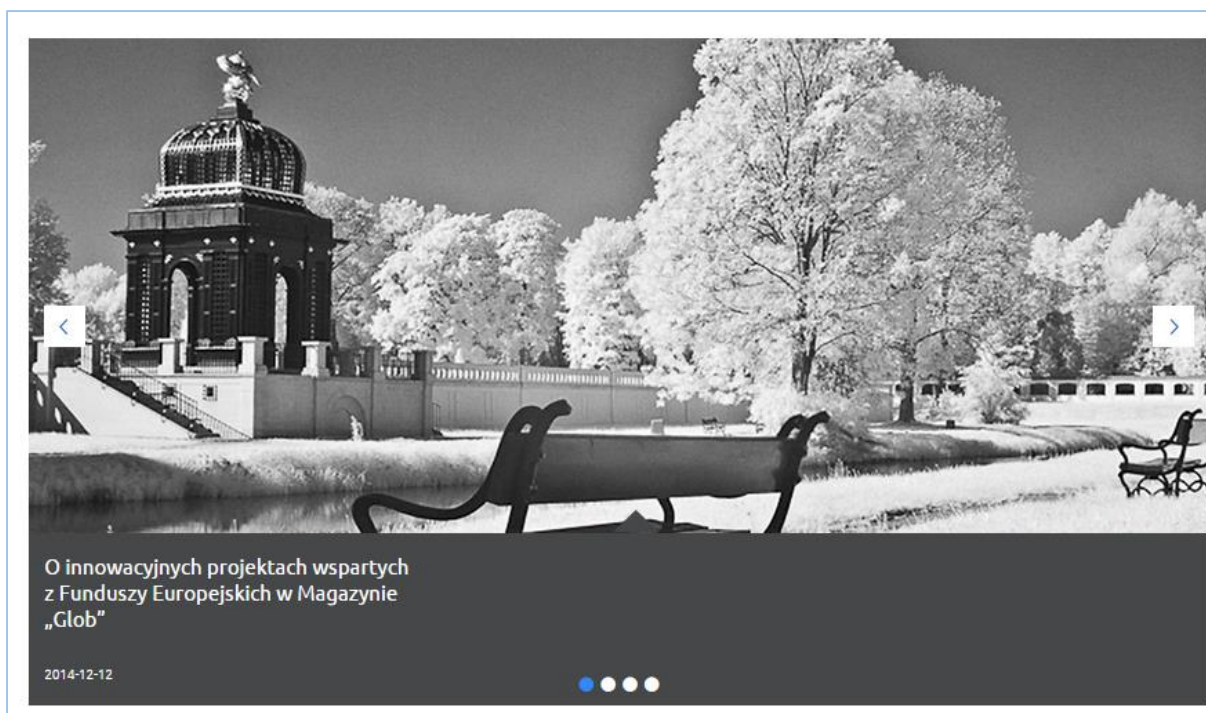 O innowacyjnych projektach wspartych
z Funduszy Europejskich w Magazynie
„Glob”
2014-12-12